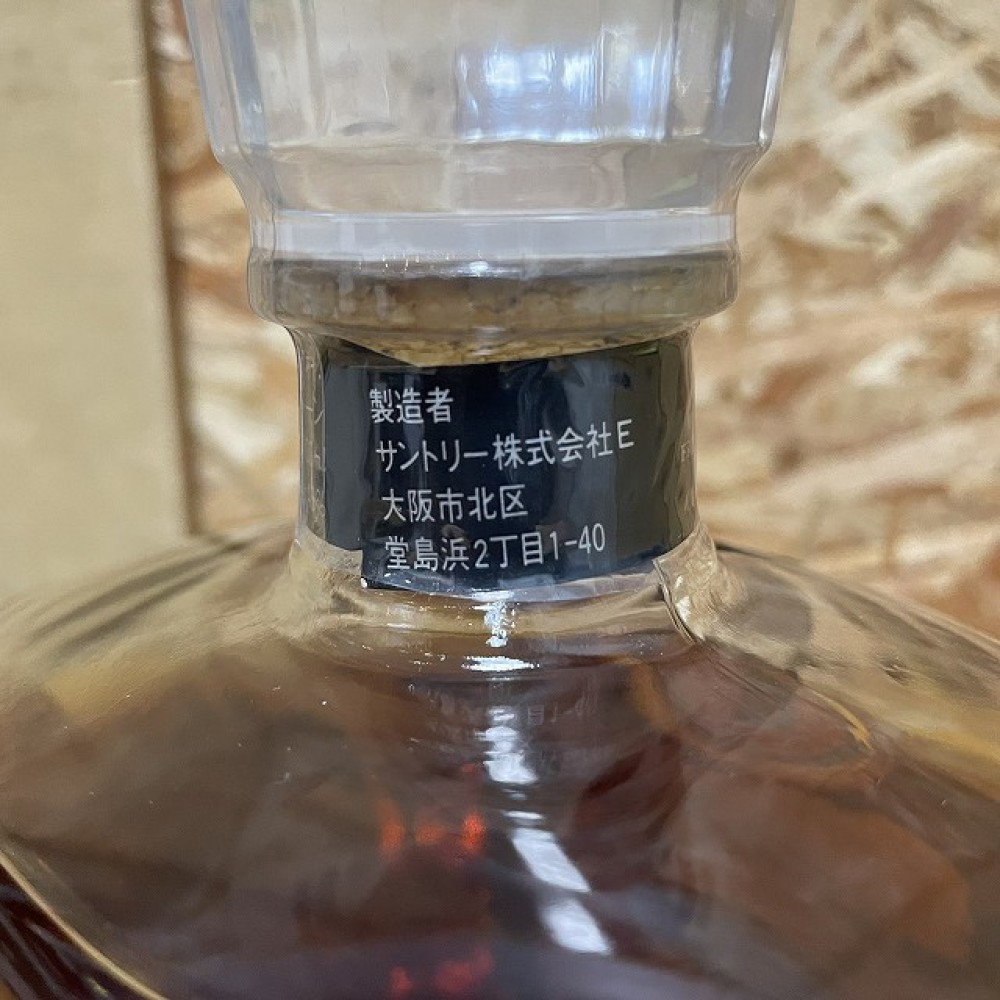 製造者
サントリー株式会社E
大阪市北区
堂島浜2丁目1-40